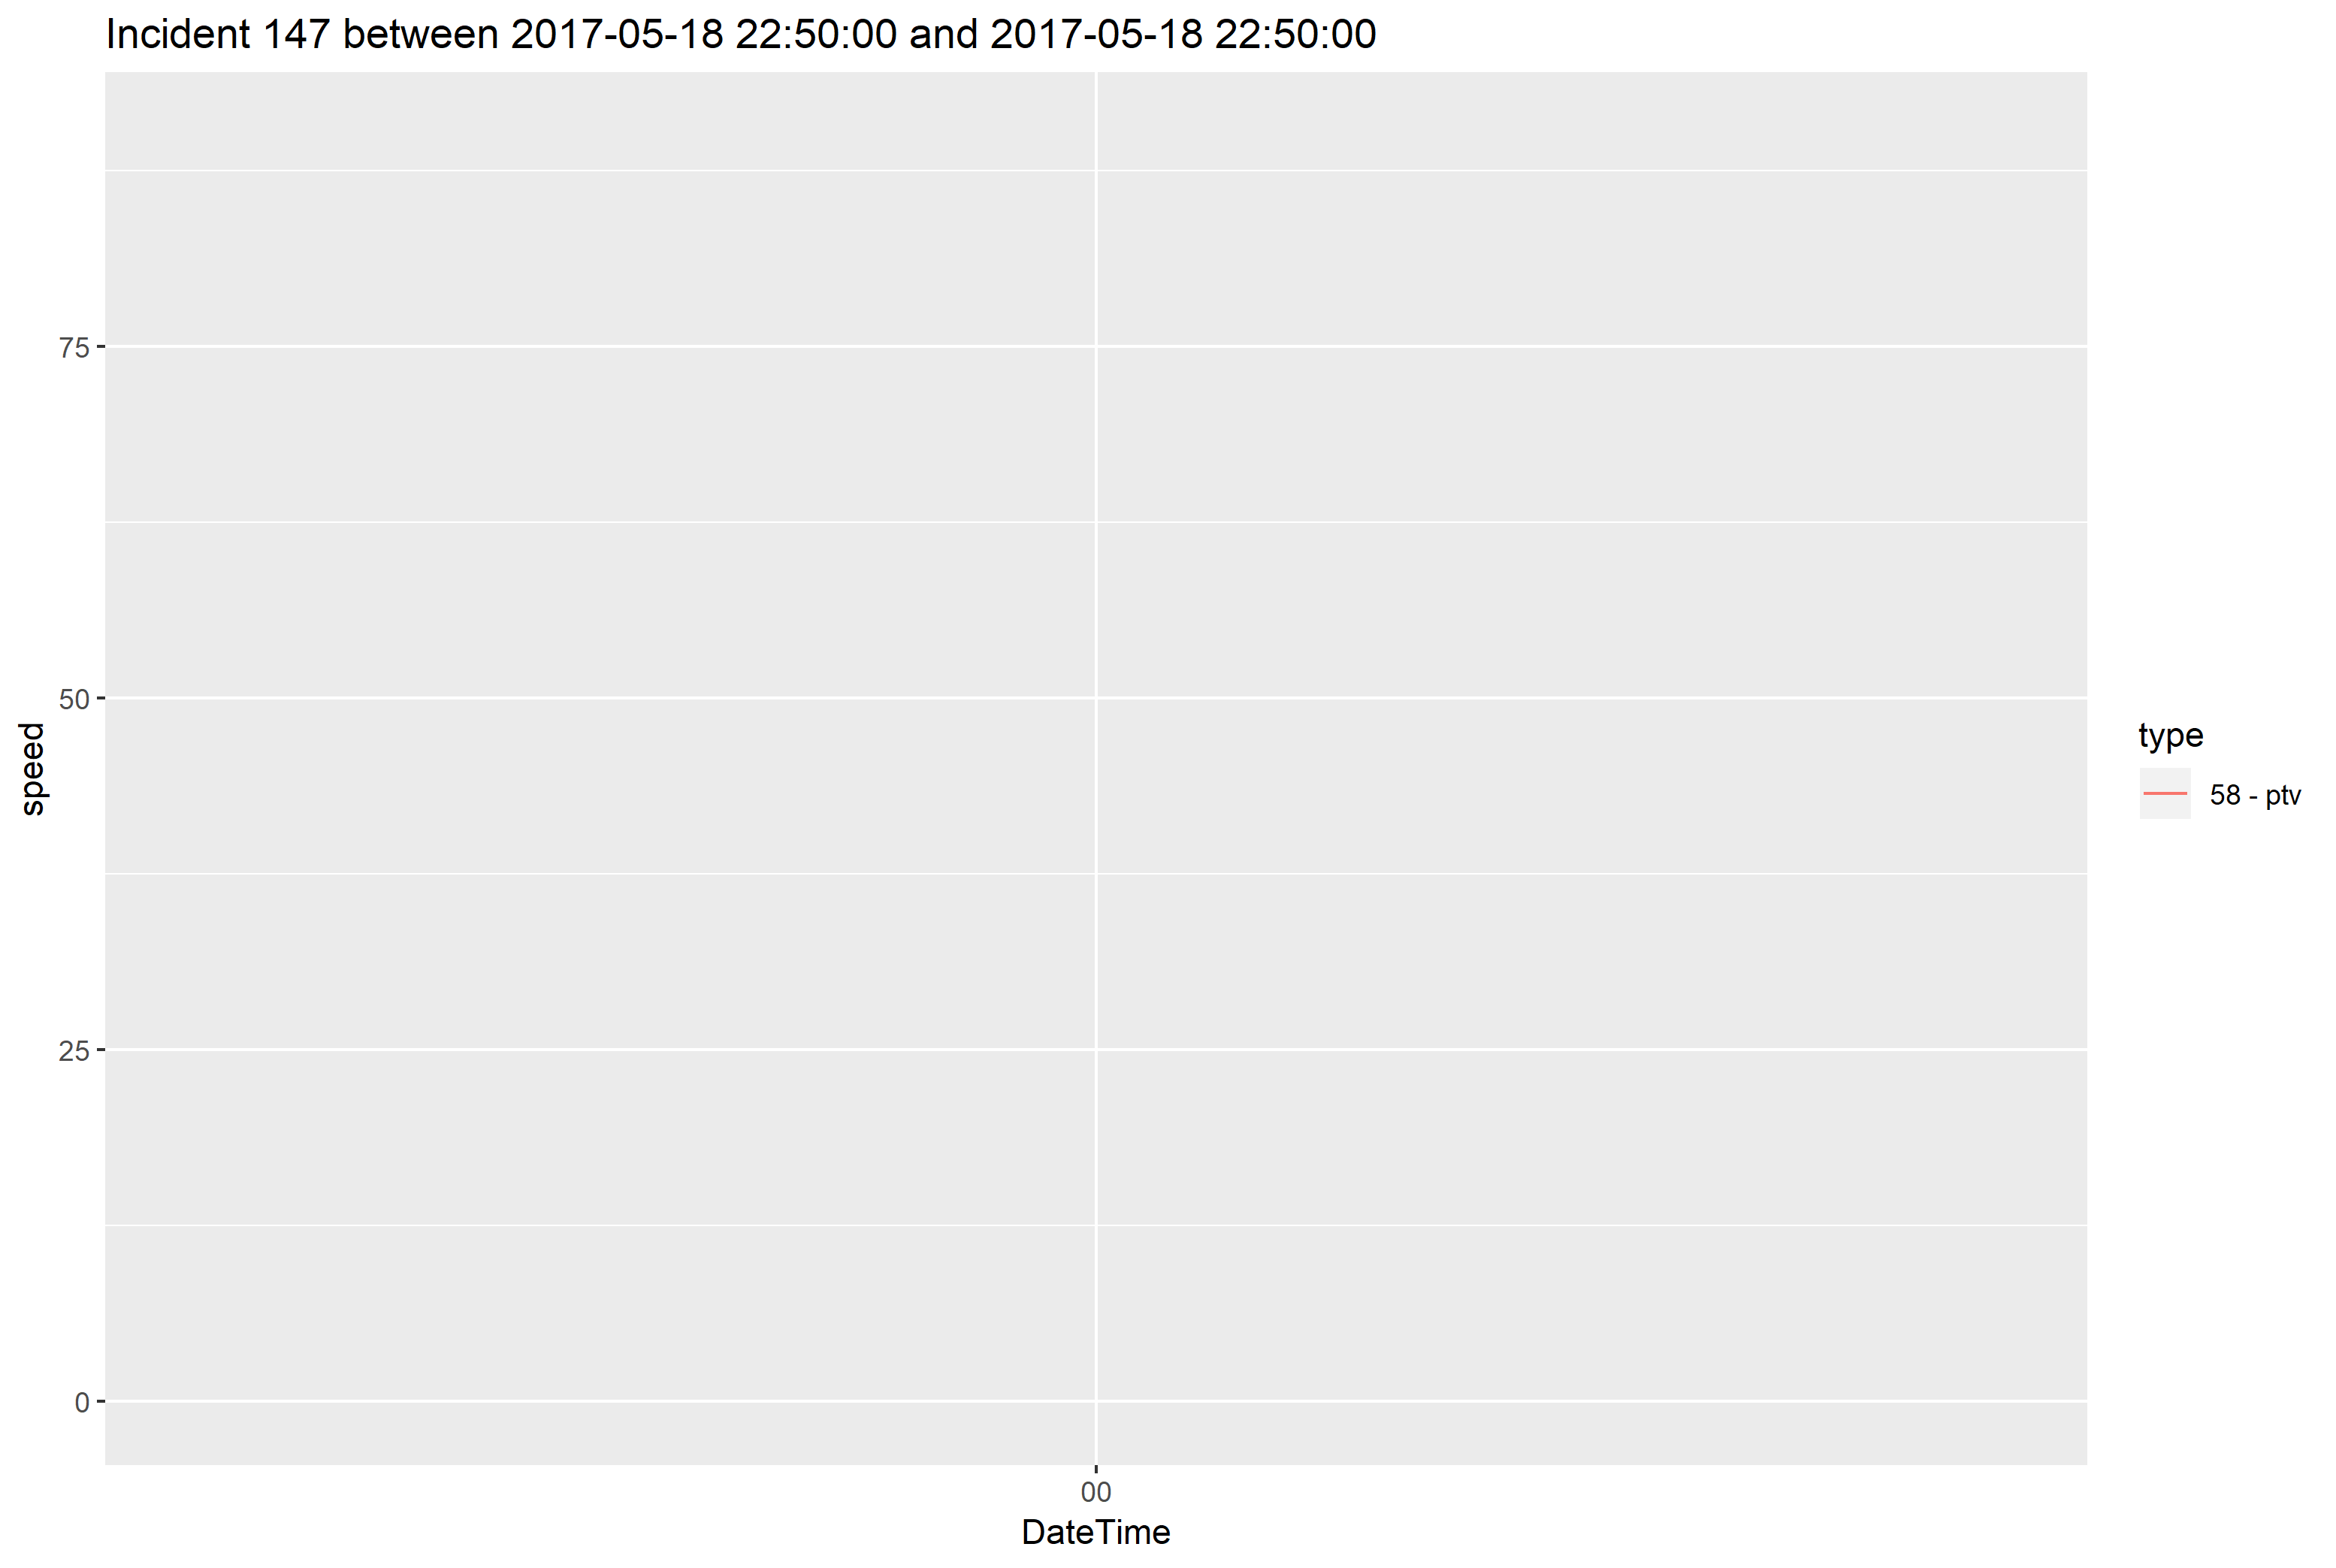 Incident 147 between 2017-05-18 22:50:00 and 2017-05-18 22:50:00
75
50
25
0
speed
00
DateTime
type
58 - ptv